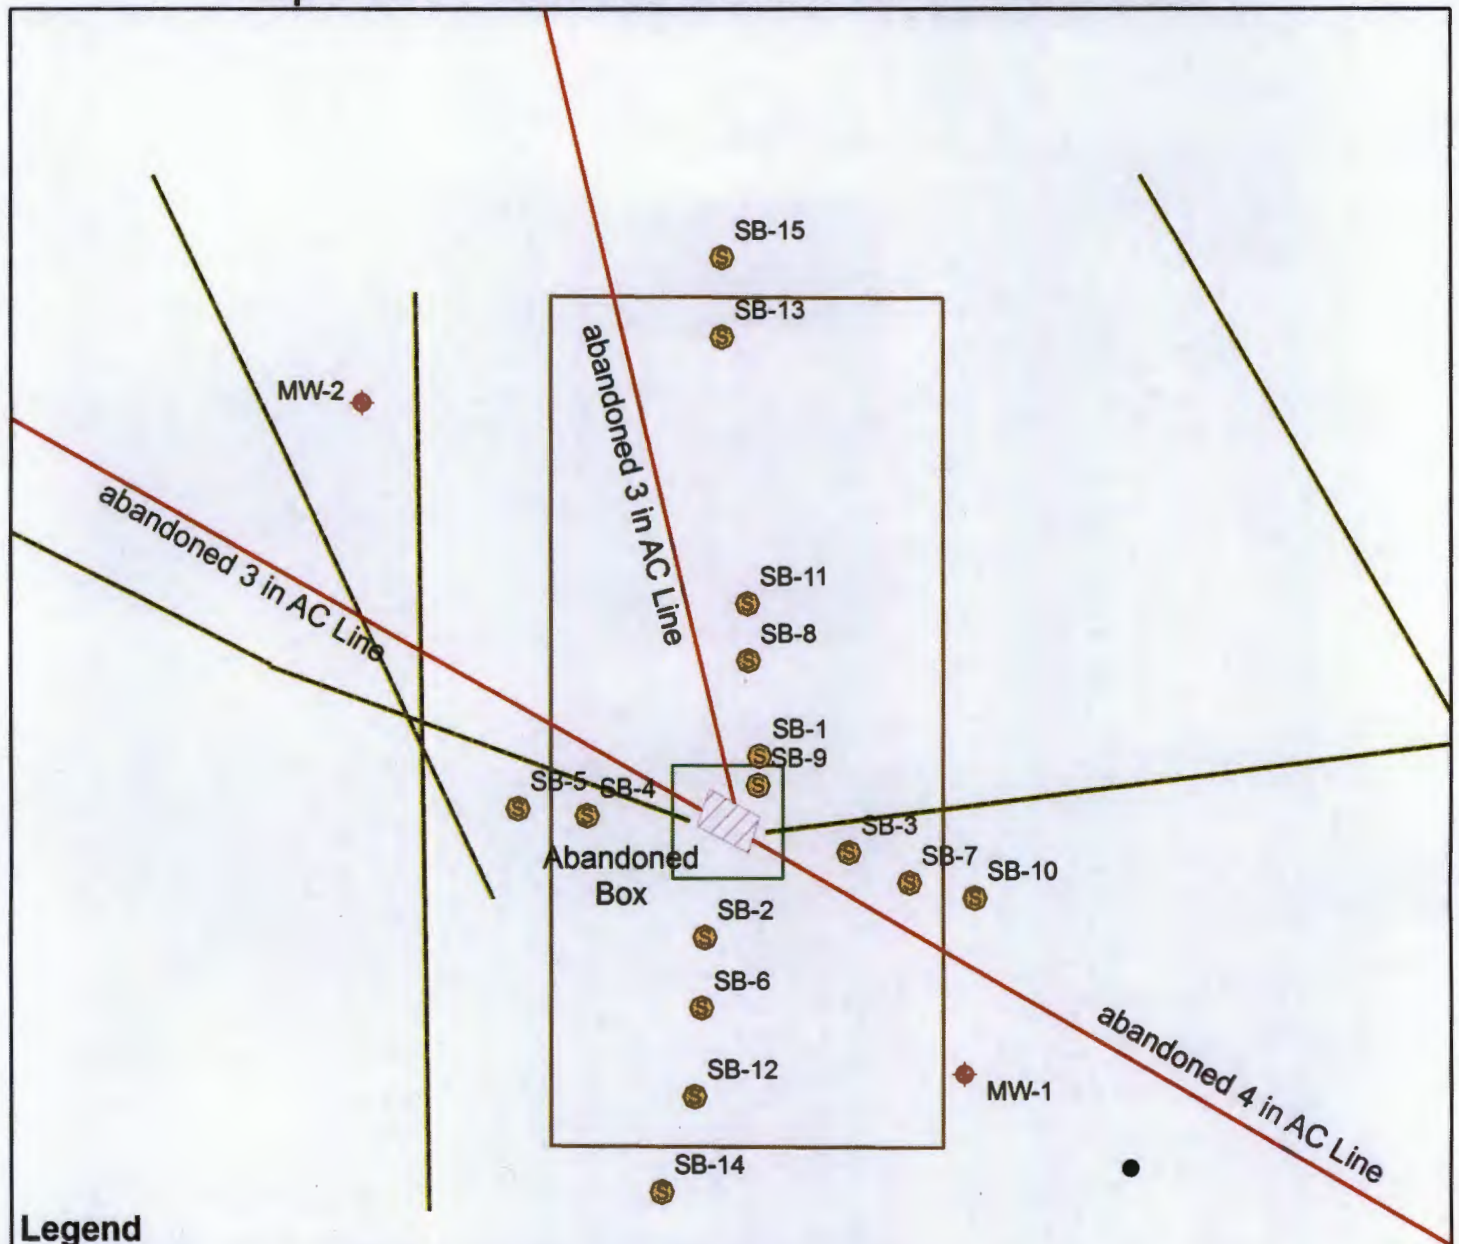 SB-15
SB-13
abandoned 3 in AC Line
MW-2
abandoned 3 in AC Line
SB-11
SB-8
SB-1
SB-9
SB-5
SB-4
SB-3
Abandoned
Box
SB-7
SB-10
SB-2
SB-6
abandoned 4 in AC Line
SB-12
MW-1
SB-14
Legend